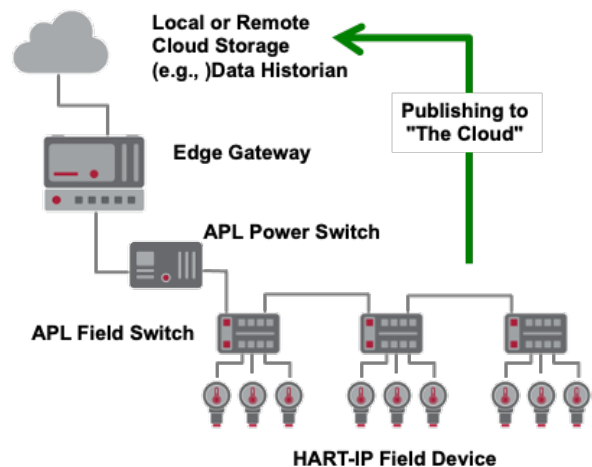 Local or Remote
Cloud Storage
(e.g., )Data Historian
Publishing to
"The Cloud"
Edge Gateway
APL Power Switch
APL Field Switch
HART-IP Field Device